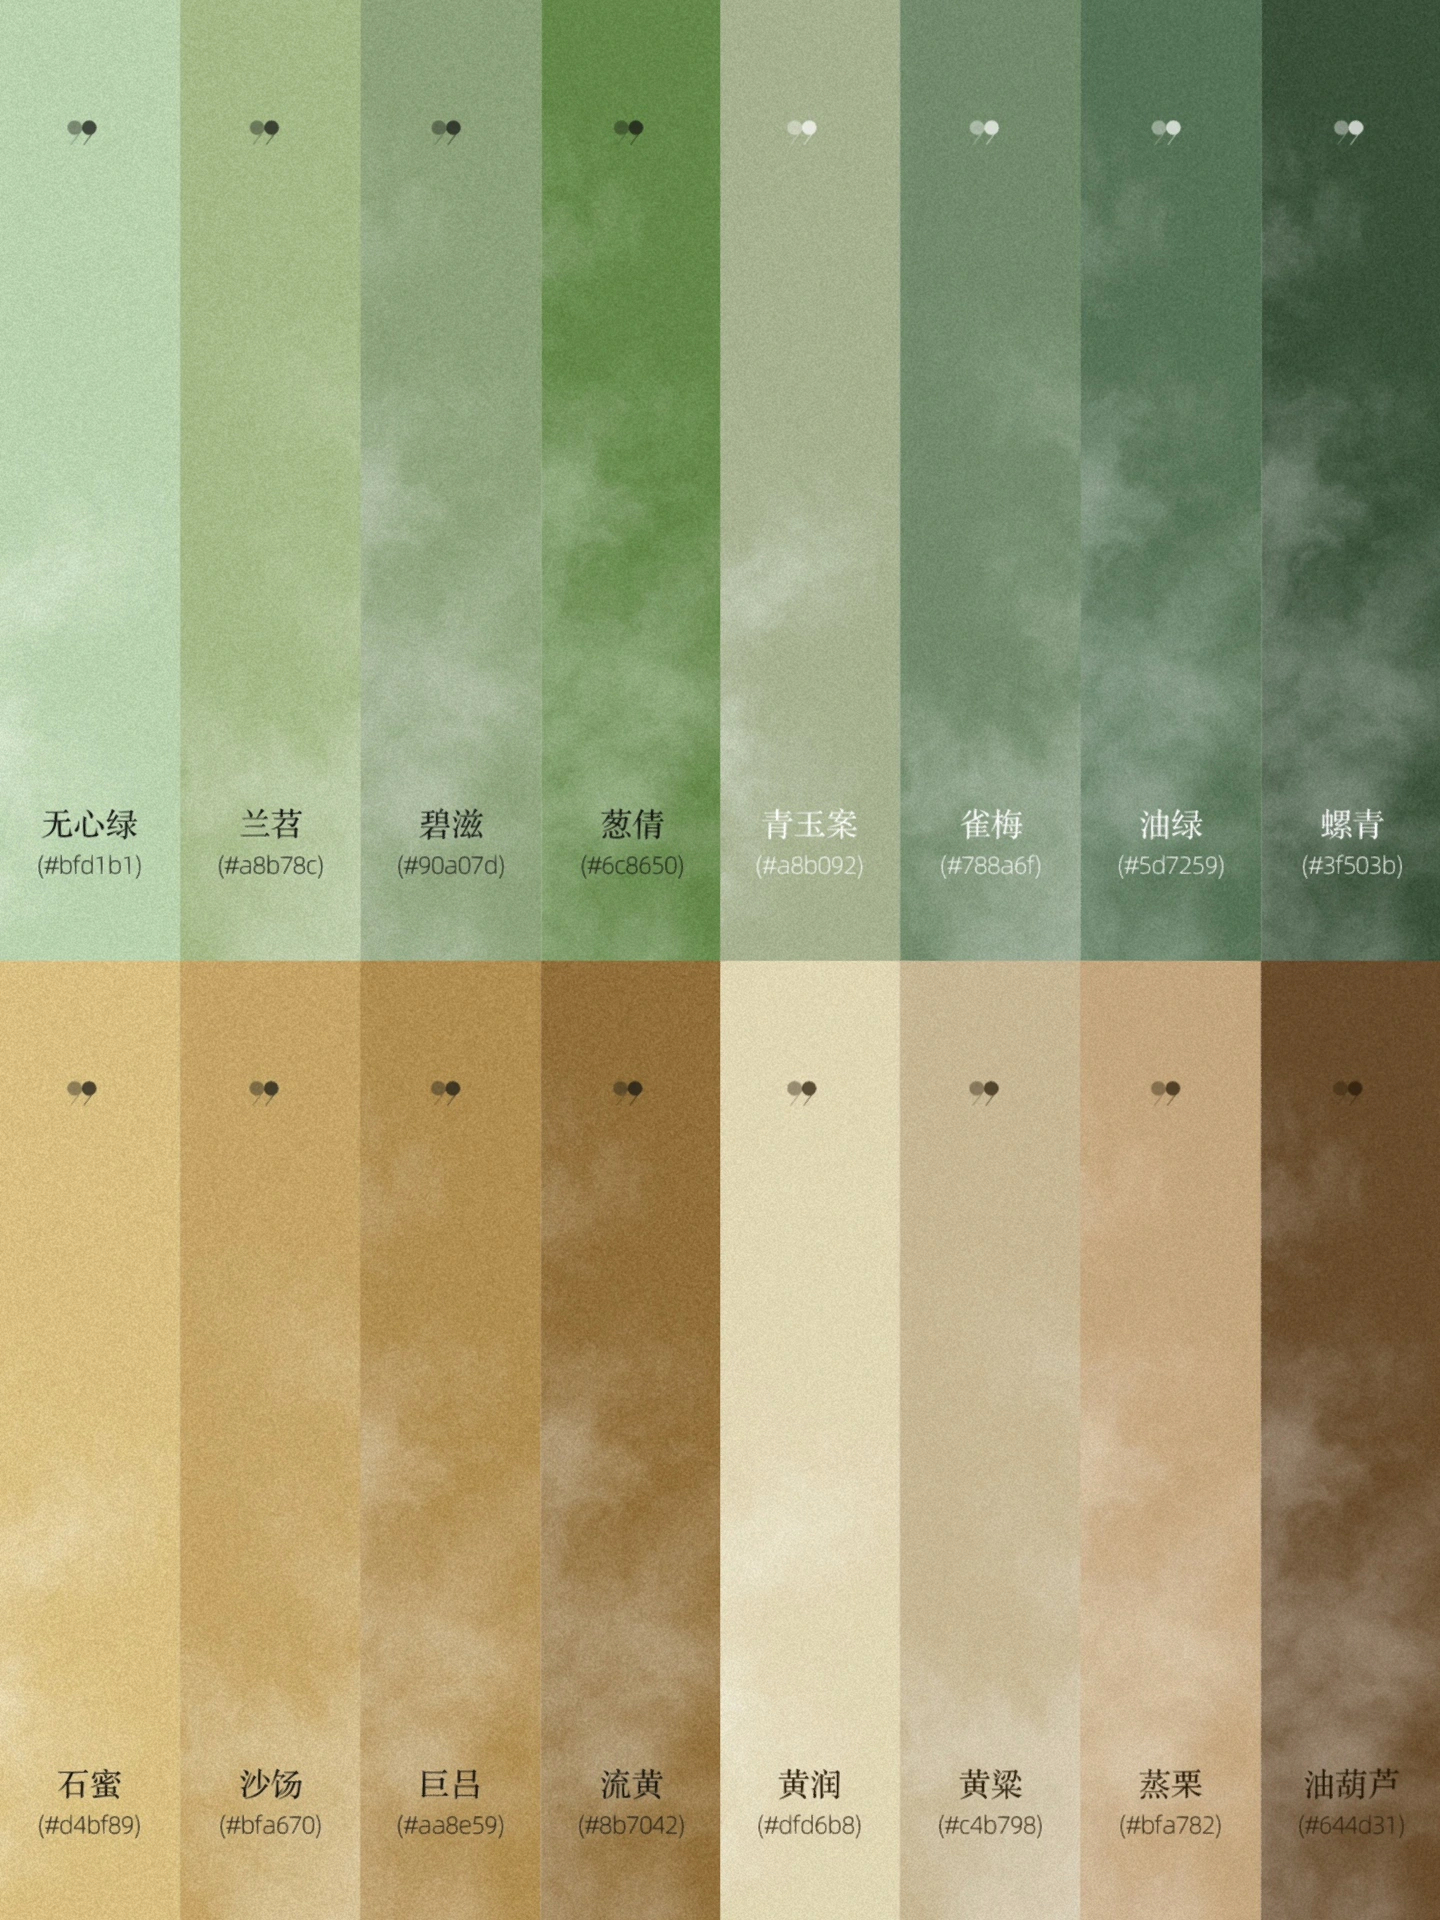 无心绿
(#bfd1b1)
兰苕
(#a8b78c)
碧滋
(#90a07d)
葱倩
(#6c8650)
青玉案
(#a8b092)
雀梅
(#788a6f)
油绿
(#5d7259)
螺青
(#3f503b)
石蜜
(#d4bf89)
沙饧
(#bfa670)
巨吕
(#aa8e59)
流黄
(#8b7042)
黄润
(#dfd6b8)
黄粱
(#c4b798)
蒸栗
(#bfa782)
油葫芦
(#644d31)